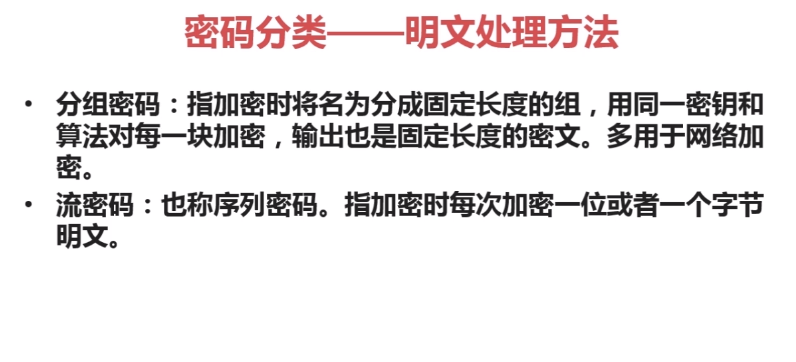 密码分类——明文处理方法
• 分组密码：指加密时将名为分成固定长度的组，用同一密钥和
算法对每一块加密，输出也是固定长度的密文。多用于网络加
密。
• 流密码：也称序列密码。指加密时每次加密一位或者一个字节
明文。